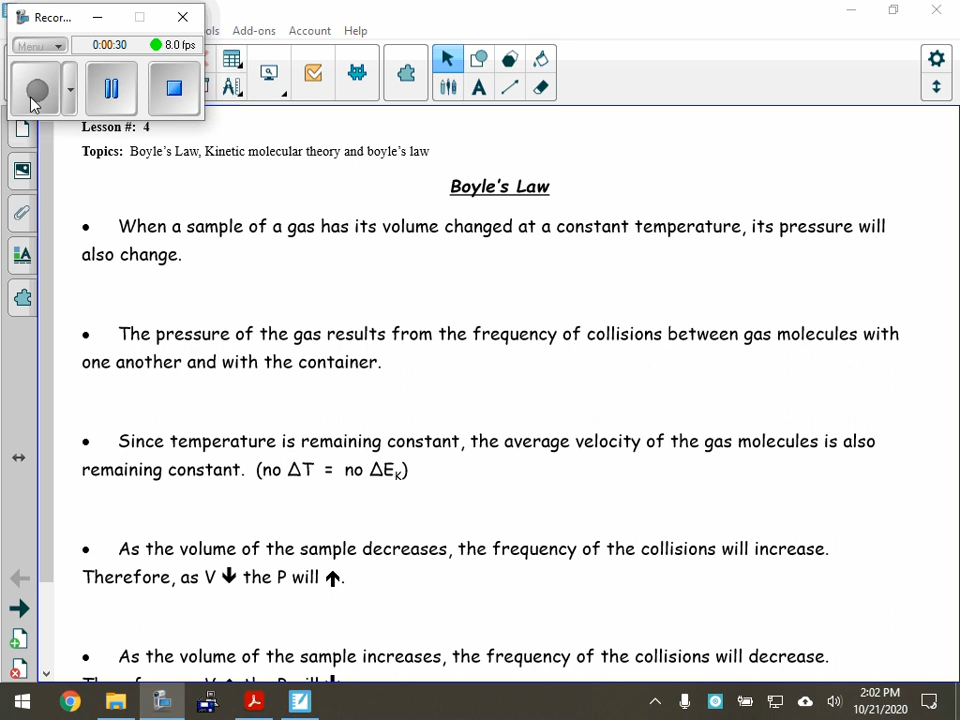 Recor...
Menu
0:00:30
8.0 fps
Add-ons Account Help
Lesson #: 4
Topics: Boyle's Law, Kinetic molecular theory and boyle's law
Boyle's Law
• When a sample of a gas has its volume changed at a constant temperature, its pressure will
also change.
• The pressure of the gas results from the frequency of collisions between gas molecules with
one another and with the container.
• Since temperature is remaining constant, the average velocity of the gas molecules is also
remaining constant. (no ΔT = no ΔEK)
• As the volume of the sample decreases, the frequency of the collisions will increase.
Therefore, as V ↓ the P will ↑.
• As the volume of the sample increases, the frequency of the collisions will decrease.
2:02 PM
10/21/2020